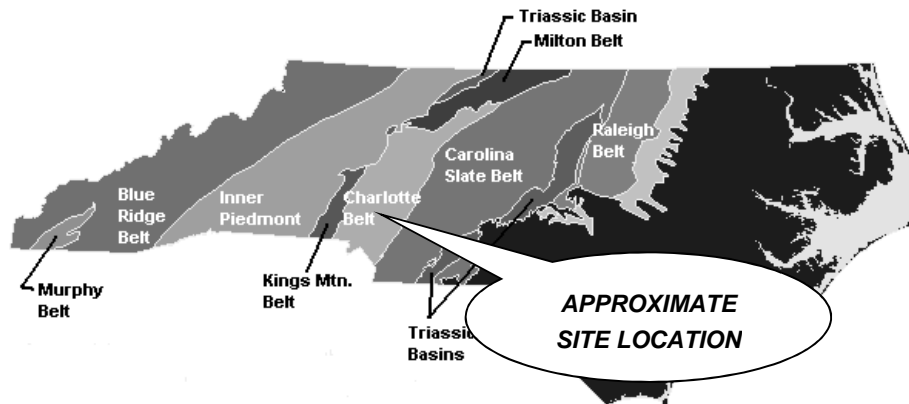 Triassic Basin
Milton Belt
Raleigh
Belt
Carolina
Slate Belt
Blue
Ridge
Belt
Inner
Piedmont
Charlotte
Belt
Kings Mtn.
Belt
Murphy
Belt
Triassic
Basins
APPROXIMATE
SITE LOCATION